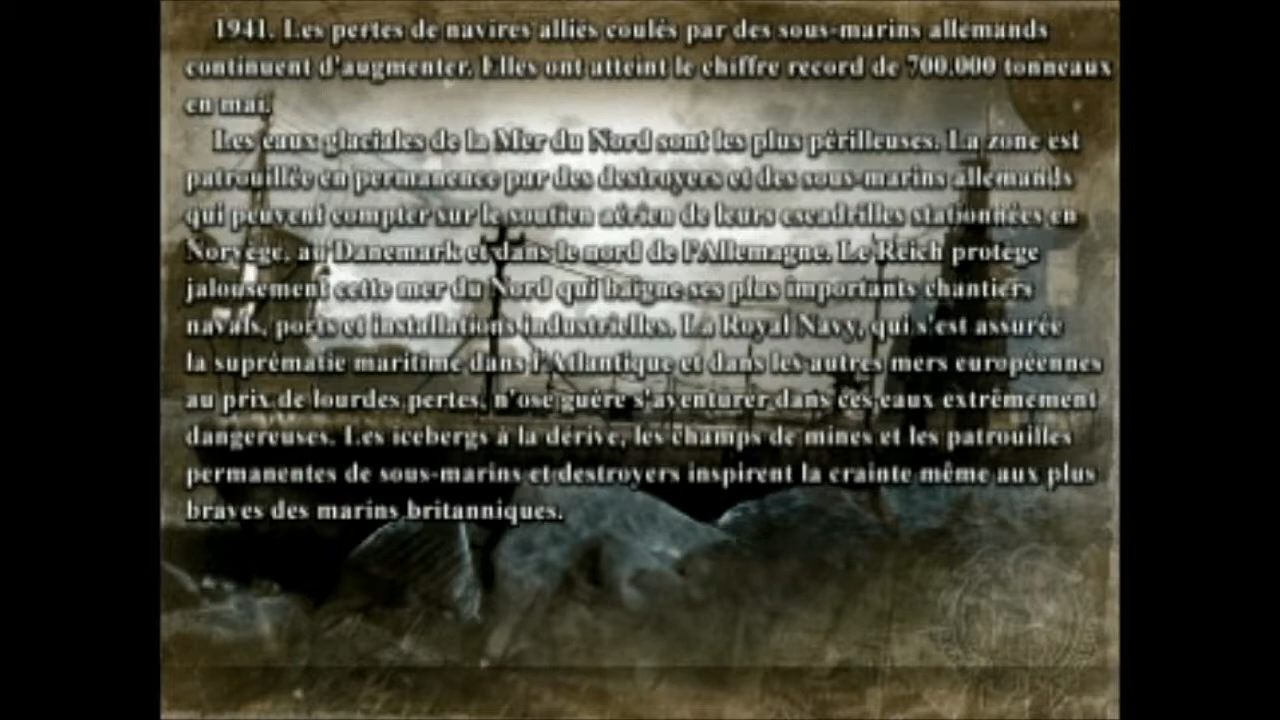 1941. Les pertes de navires alliés coulés par des sous-marins allemands
continuent d'augmenter. Elles ont atteint le chiffre record de 700.000 tonneaux
en mai.
Les eaux glaciales de la Mer du Nord sont les plus périlleuses. La zone est
patrouillée en permanence par des destroyers et des sous-marins allemands
qui peuvent compter sur le soutien aérien de leurs escadrilles stationnées en
Norvège, au Danemark et dans le nord de l'Allemagne. Le Reich protège
jalousement cette mer du Nord qui baigne ses plus importants chantiers
navals, ports et installations industrielles. La Royal Navy, qui s'est assurée
la suprématie maritime dans l'Atlantique et dans les autres mers européennes
au prix de lourdes pertes, n'ose guère s'aventurer dans ces eaux extrêmement
dangereuses. Les icebergs à la dérive, les champs de mines et les patrouilles
permanentes de sous-marins et destroyers inspirent la crainte même aux plus
braves des marins britanniques.